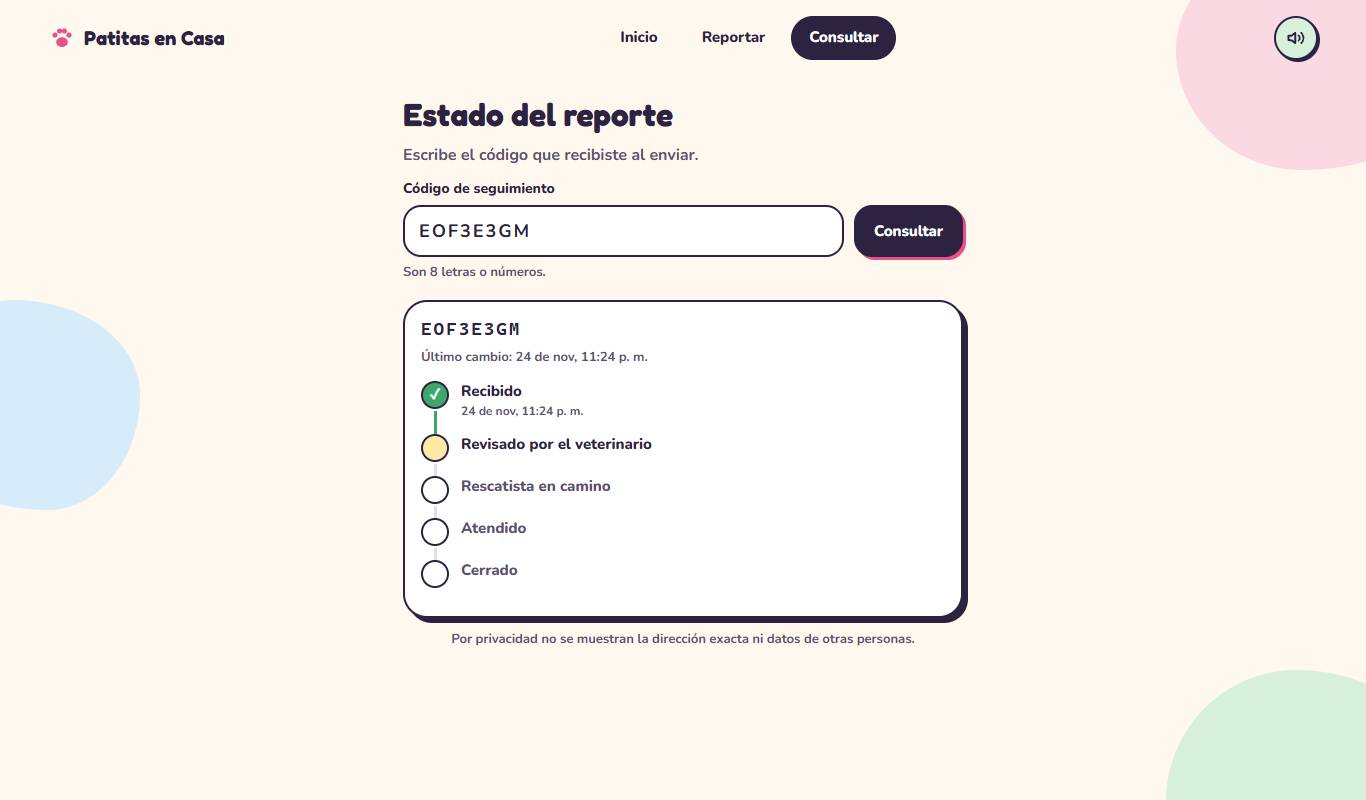 Patitas en Casa
Inicio
Reportar
Consultar
Estado del reporte
Escribe el código que recibiste al enviar.
Código de seguimiento
EOF3E3GM
Consultar
Son 8 letras o números.
EOF3E3GM
Último cambio: 24 de nov, 11:24 p. m.
Recibido
24 de nov, 11:24 p. m.
Revisado por el veterinario
Rescatista en camino
Atendido
Cerrado
Por privacidad no se muestran la dirección exacta ni datos de otras personas.